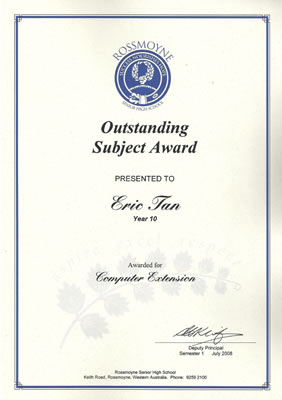 ROSSMOYNE
SENIOR HIGH SCHOOL
Outstanding
Subject Award
PRESENTED TO
Eric Tan
Year 10
Awarded for
Computer Extension
Deputy Principal
Semester 1 July 2008
Rossmoyne Senior High School
Keith Road, Rossmoyne, Western Australia. Phone: 9259 2100